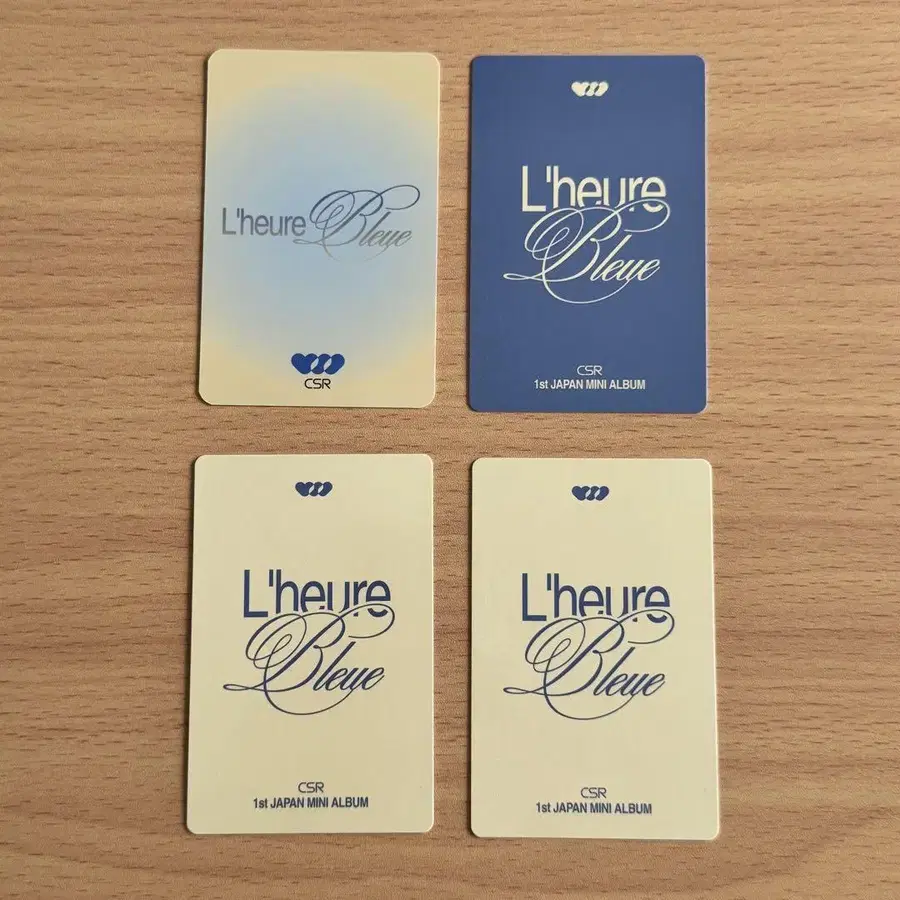 L'heure Bleue
CSR
L'heure
Bleue
CSR
1st JAPAN MINI ALBUM
L'heure
Bleue
CSR
1st JAPAN MINI ALBUM
L'heure
Bleue
CSR
1st JAPAN MINI ALBUM